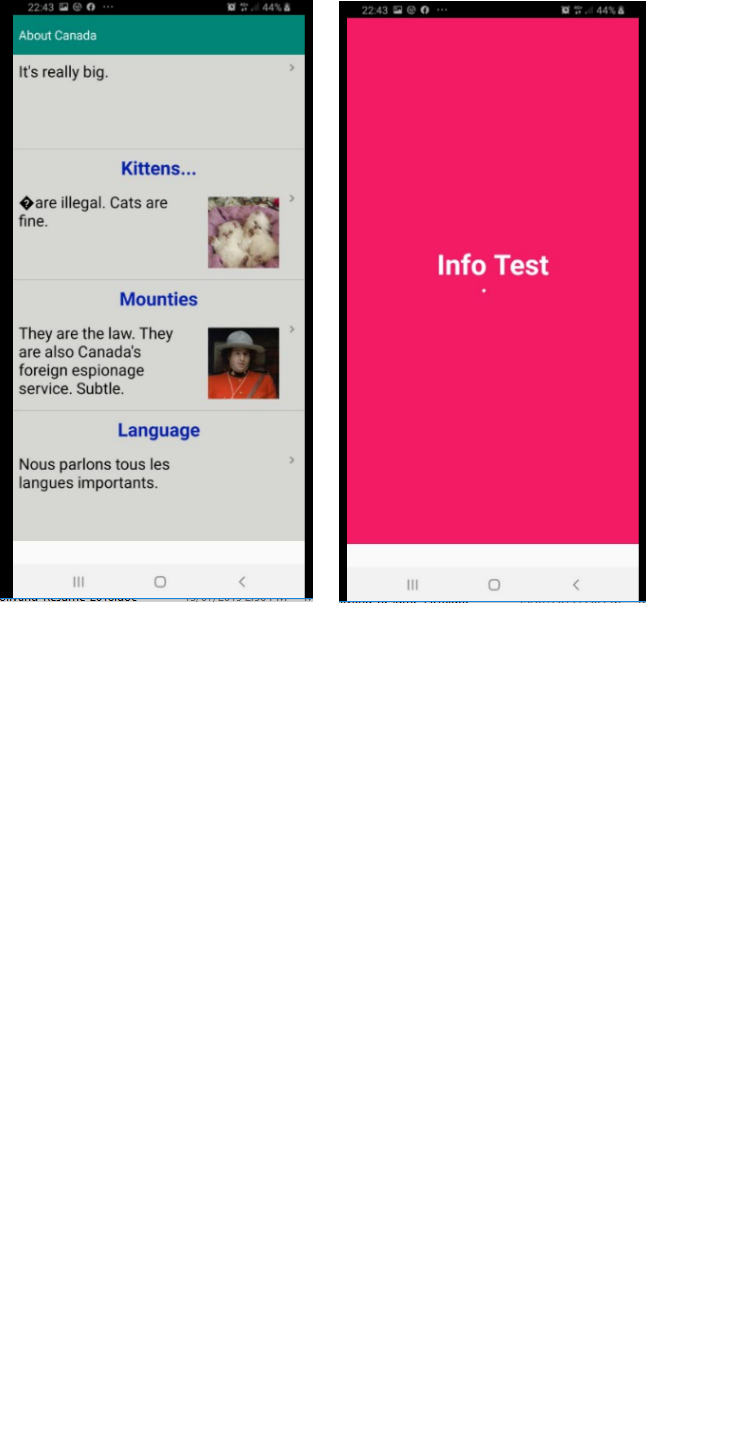 22:43
44%
About Canada
It's really big.
Kittens...
�are illegal. Cats are
fine.
Mounties
They are the law. They
are also Canada's
foreign espionage
service. Subtle.
Language
Nous parlons tous les
langues importants.
22:43
44%
Info Test